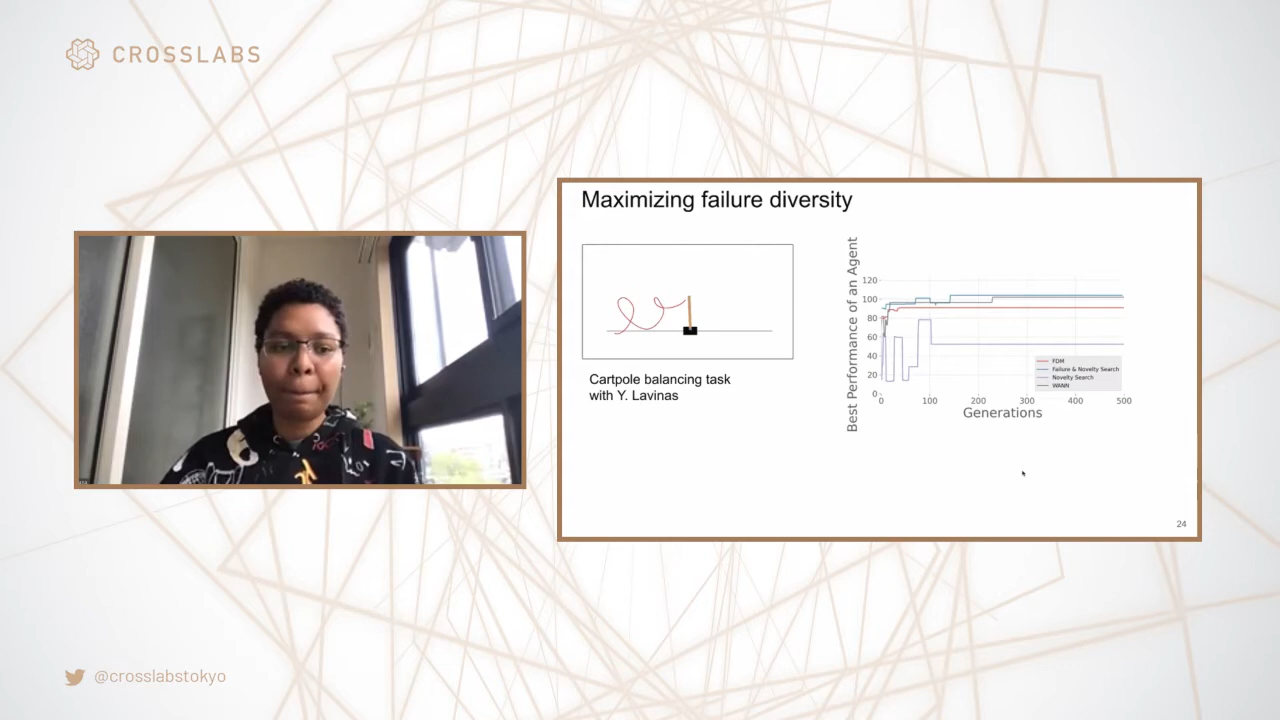 CROSSLABS
Maximizing failure diversity
Cartpole balancing task
with Y. Lavinas
Best Performance of an Agent
120
100
80
60
40
20
0
0 100 200 300 400 500
Generations
FDM
Failure & Novelty Search
Novelty Search
WANN
24
@crosslabstokyo